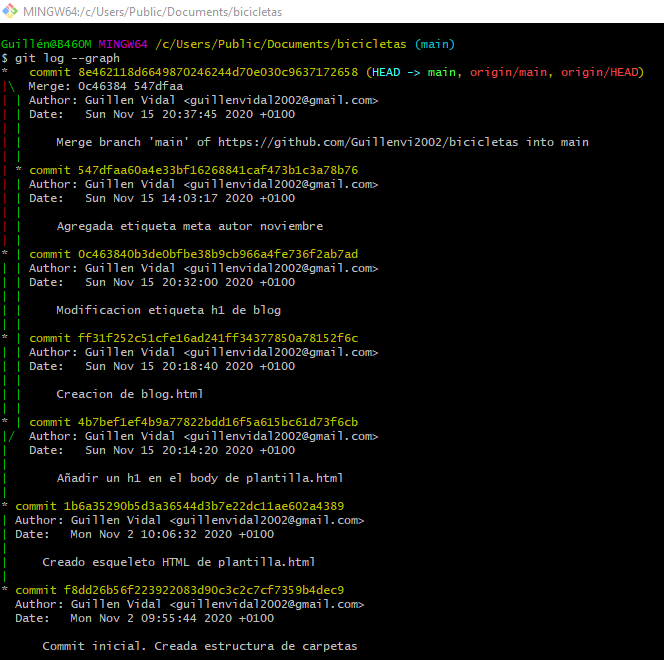 MINGW64:/c/Users/Public/Documents/bicicletas
Guillén@B460M MINGW64 /c/Users/Public/Documents/bicicletas (main)
$ git log --graph
*   commit 8e462118d6649870246244d70e030c9637172658 (HEAD -> main, origin/main, origin/HEAD)
|\  Merge: 0c46384 547dfaa
| | Author: Guillen Vidal <guillenvidal2002@gmail.com>
| | Date:   Sun Nov 15 20:37:45 2020 +0100
| |
| |     Merge branch 'main' of https://github.com/Guillenvi2002/bicicletas into main
| |
| * commit 547dfaa60a4e33bf16268841caf473b1c3a78b76
| | Author: Guillen Vidal <guillenvidal2002@gmail.com>
| | Date:   Sun Nov 15 14:03:17 2020 +0100
| |
| |     Agregada etiqueta meta autor noviembre
| |
* | commit 0c463840b3de0bfbe38b9cb966a4fe736f2ab7ad
| | Author: Guillen Vidal <guillenvidal2002@gmail.com>
| | Date:   Sun Nov 15 20:32:00 2020 +0100
| |
| |     Modificacion etiqueta h1 de blog
| |
* | commit ff31f252c51cfe16ad241ff34377850a78152f6c
| | Author: Guillen Vidal <guillenvidal2002@gmail.com>
| | Date:   Sun Nov 15 20:18:40 2020 +0100
| |
| |     Creacion de blog.html
| |
* | commit 4b7bef1ef4b9a77822bdd16f5a615bc61d73f6cb
|/  Author: Guillen Vidal <guillenvidal2002@gmail.com>
|   Date:   Sun Nov 15 20:14:20 2020 +0100
|
|       Añadir un h1 en el body de plantilla.html
|
* commit 1b6a35290b5d3a36544d3b7e22dc11ae602a4389
| Author: Guillen Vidal <guillenvidal2002@gmail.com>
| Date:   Mon Nov 2 10:06:32 2020 +0100
|
|     Creado esqueleto HTML de plantilla.html
|
* commit f8dd26b56f223922083d90c3c2c7cf7359b4dec9
  Author: Guillen Vidal <guillenvidal2002@gmail.com>
  Date:   Mon Nov 2 09:55:44 2020 +0100

      Commit inicial. Creada estructura de carpetas